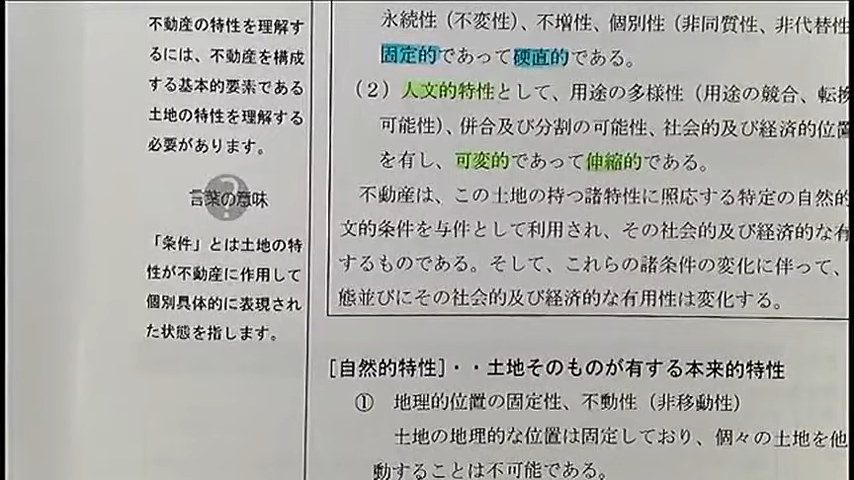 不動産の特性を理解す
るには、不動産を構成
する基本的要素である
土地の特性を理解する
必要があります。
言葉の意味
?
「条件」とは土地の特
性が不動産に作用して
個別具体的に表現され
た状態を指します。
永続性（不変性）、不増性、個別性（非同質性、非代替性
固定的であって硬直的である。
（2）人文的特性として、用途の多様性（用途の競合、転換
可能性）、併合及び分割の可能性、社会的及び経済的位置
を有し、可変的であって伸縮的である。
不動産は、この土地の持つ諸特性に照応する特定の自然的
文的条件を与件として利用され、その社会的及び経済的な有
するものである。そして、これらの諸条件の変化に伴って、
態並びにその社会的及び経済的な有用性は変化する。
［自然的特性］・・土地そのものが有する本来的特性
① 地理的位置の固定性、不動性（非移動性）
土地の地理的な位置は固定しており、個々の土地を他
動することは不可能である。